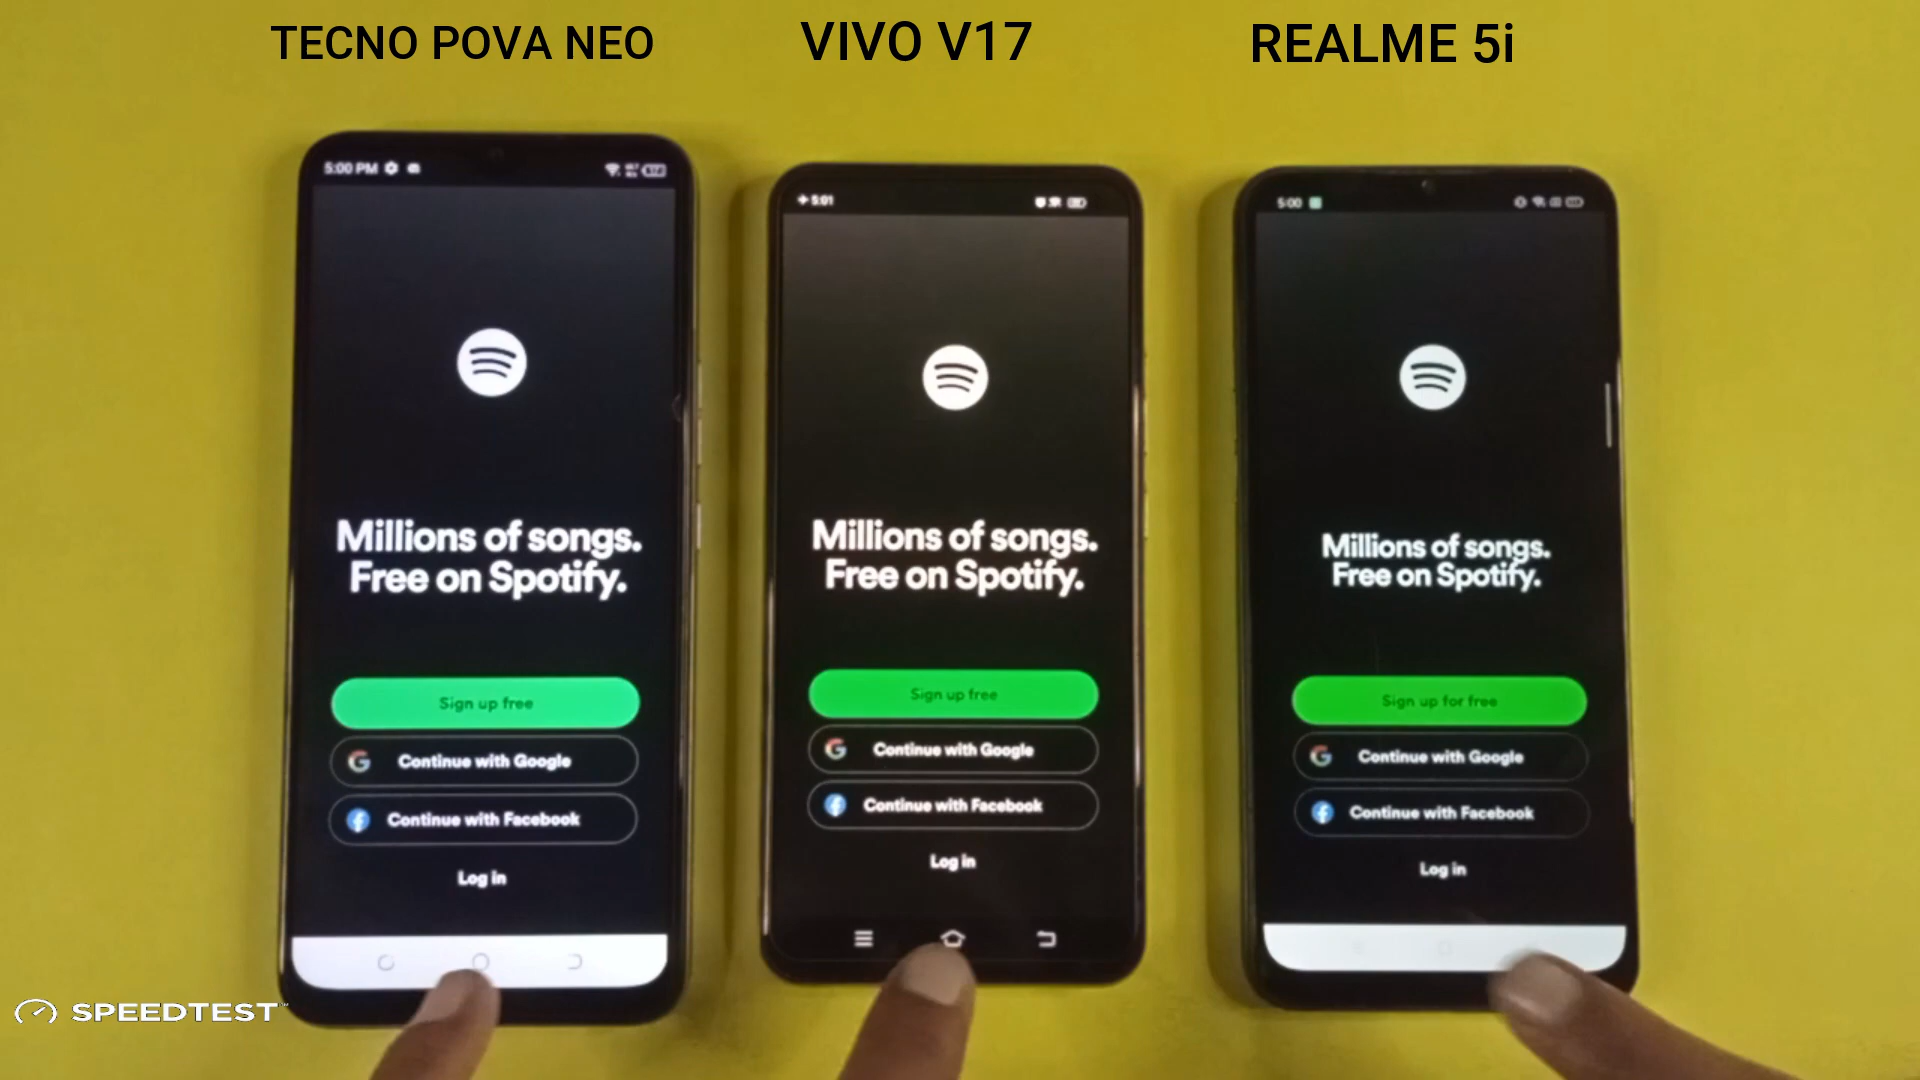 TECNO POVA NEO
VIVO V17
REALME 5i
5:00 PM
5:01
5:00
Millions of songs.
Free on Spotify.
Sign up free
Continue with Google
Continue with Facebook
Log in
Millions of songs.
Free on Spotify.
Sign up free
Continue with Google
Continue with Facebook
Log in
Millions of songs.
Free on Spotify.
Sign up for free
Continue with Google
Continue with Facebook
Log in
SPEEDTEST